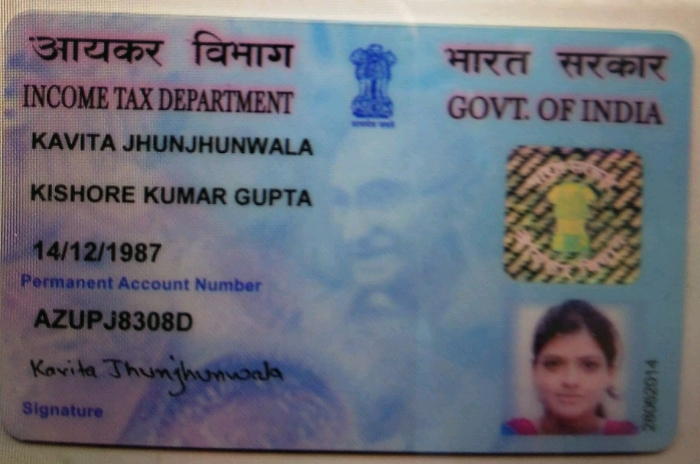 आयकर विभाग
भारत सरकार
INCOME TAX DEPARTMENT
GOVT. OF INDIA
KAVITA JHUNJHUNWALA
KISHORE KUMAR GUPTA
14/12/1987
Permanent Account Number
AZUPJ8308D
Kavita Jhunjhunwala
Signature
28062014